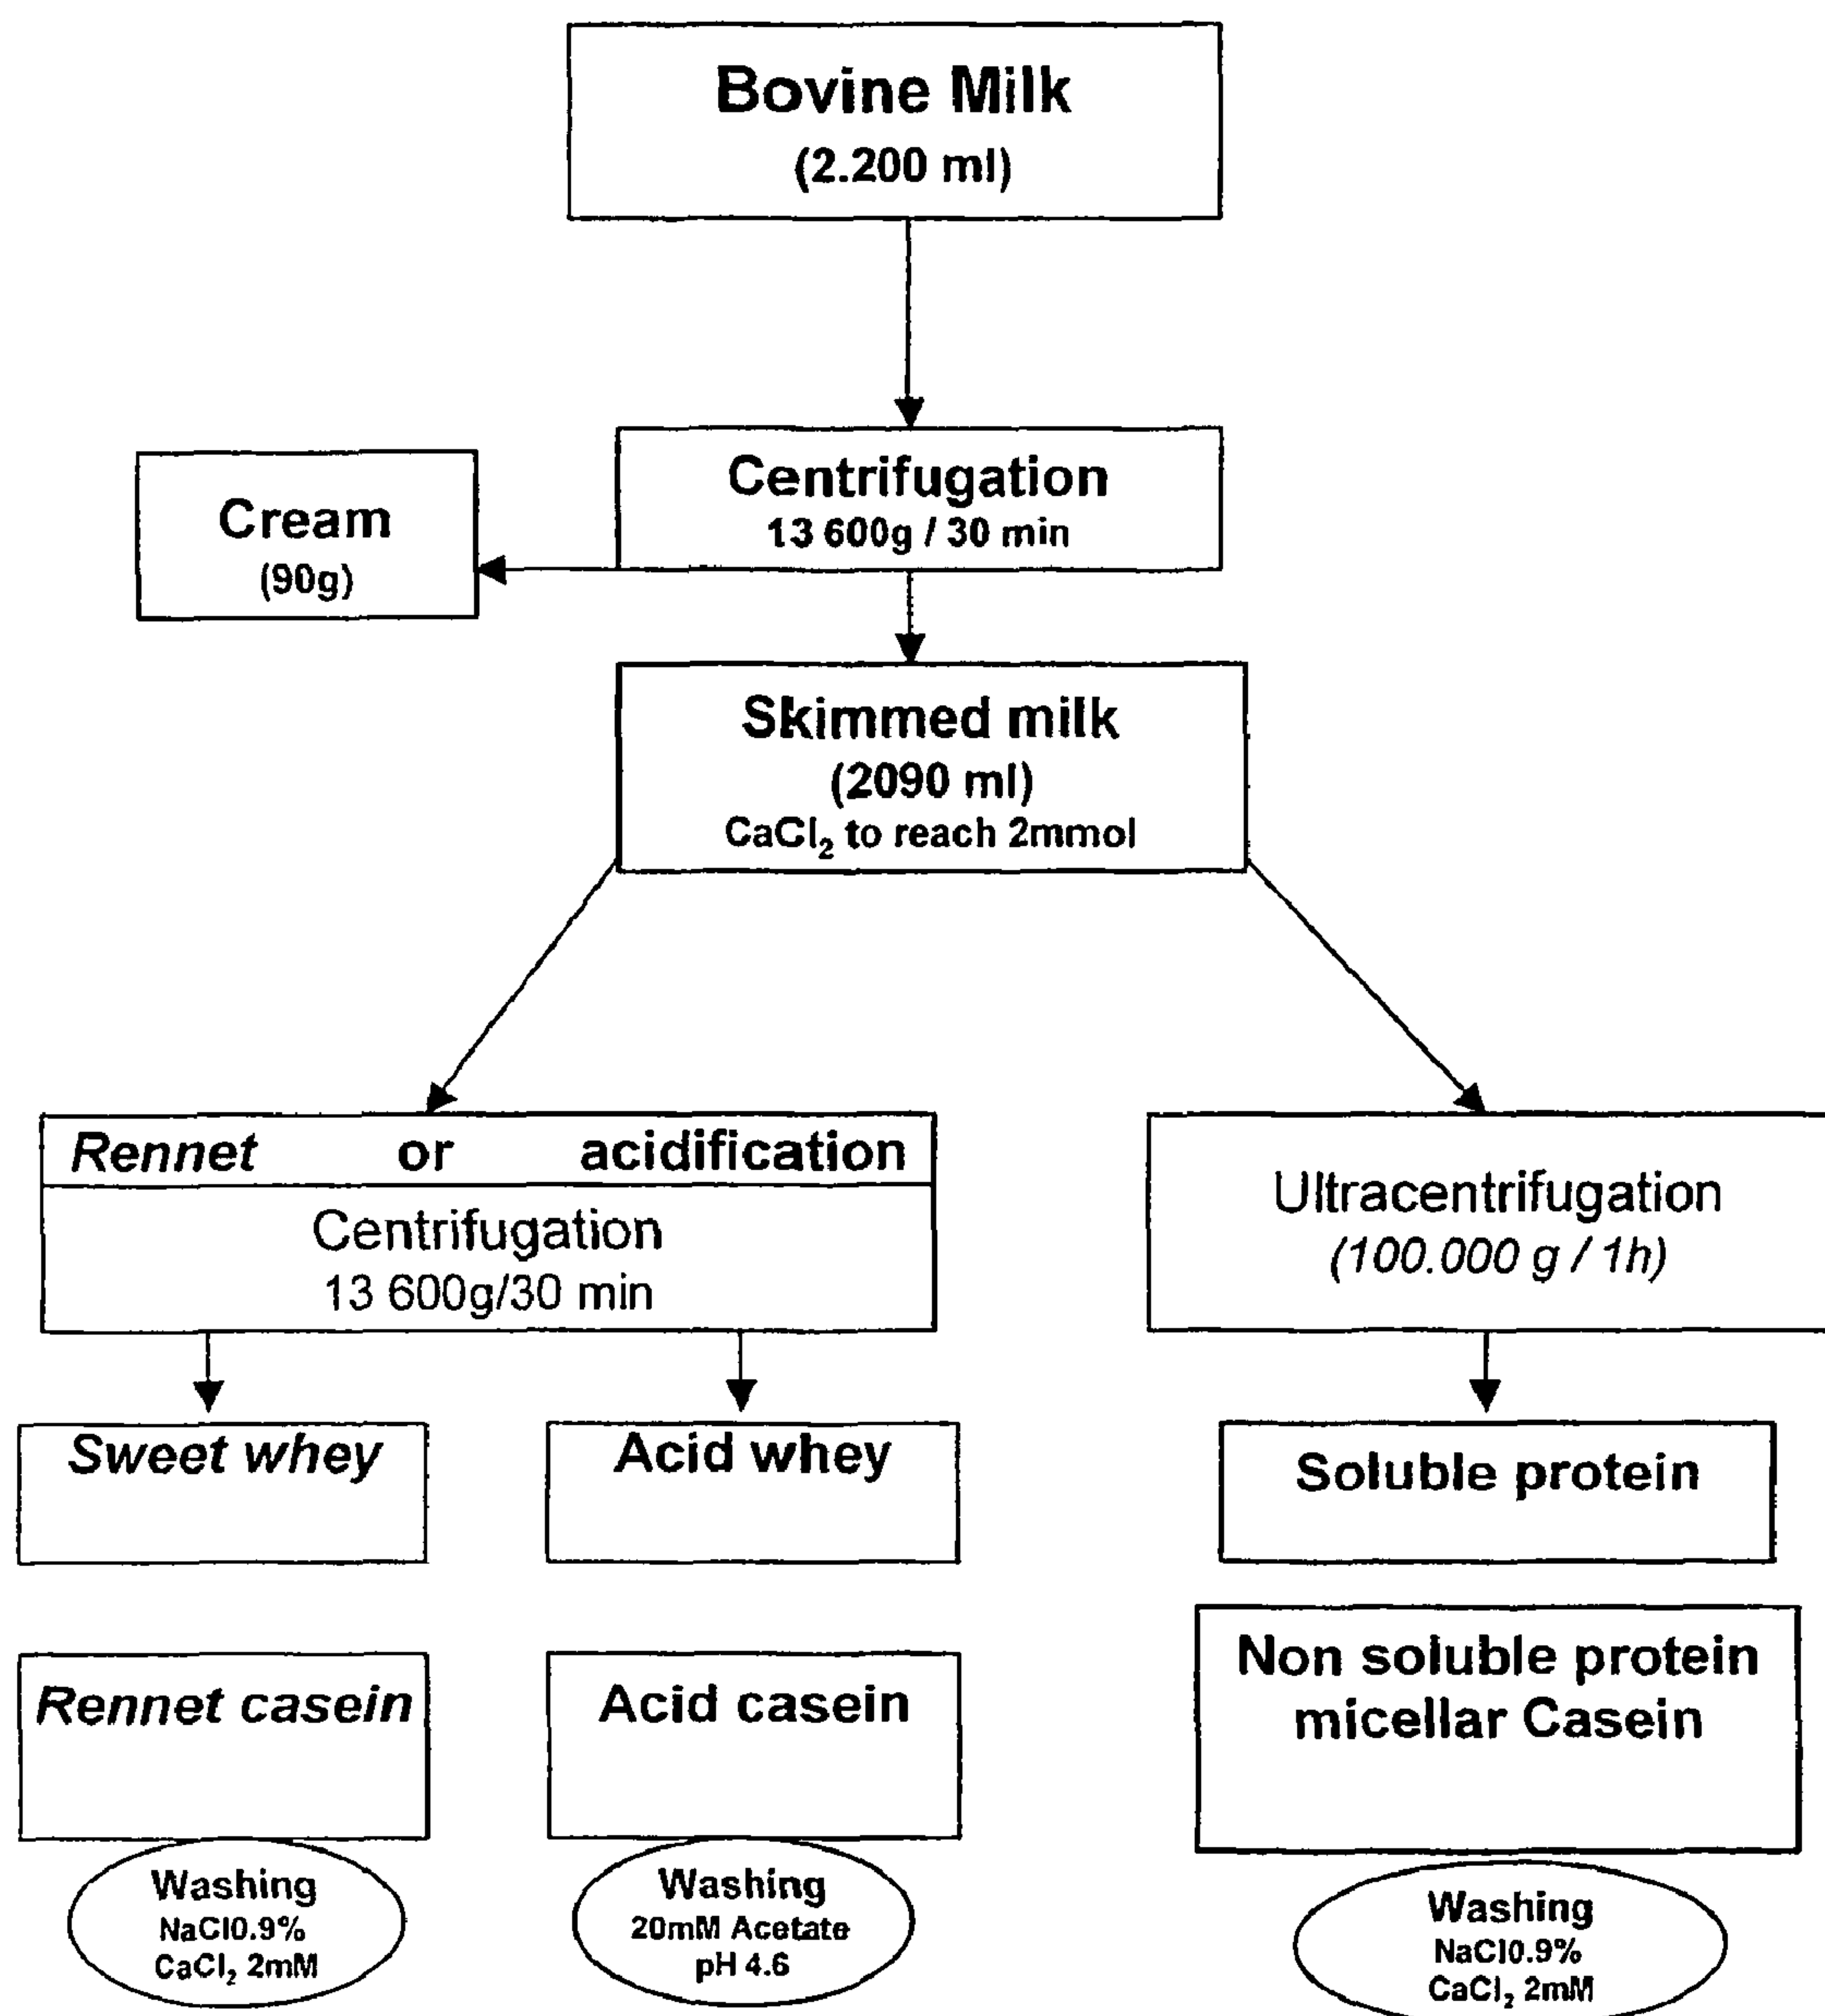 Bovine Milk
(2.200 ml)
Centrifugation
13 600g / 30 min
Cream
(90g)
Skimmed milk
(2090 ml)
CaCl₂ to reach 2mmol
Rennet or acidification
Centrifugation
13 600g/30 min
Ultracentrifugation
(100.000 g / 1h)
Sweet whey
Acid whey
Soluble protein
Rennet casein
Acid casein
Non soluble protein
micellar Casein
Washing
NaCl0.9%
CaCl₂ 2mM
Washing
20mM Acetate
pH 4.6
Washing
NaCl0.9%
CaCl₂ 2mM